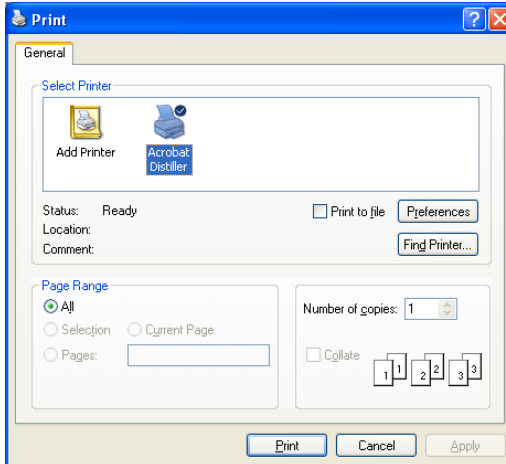 Print
General
Select Printer
Add Printer
Acrobat
Distiller
Status: Ready
Location:
Comment:
Print to file
Preferences
Find Printer...
Page Range
All
Selection
Current Page
Pages:
Number of copies: 1
Collate
1 1 2 2 3 3
Print
Cancel
Apply